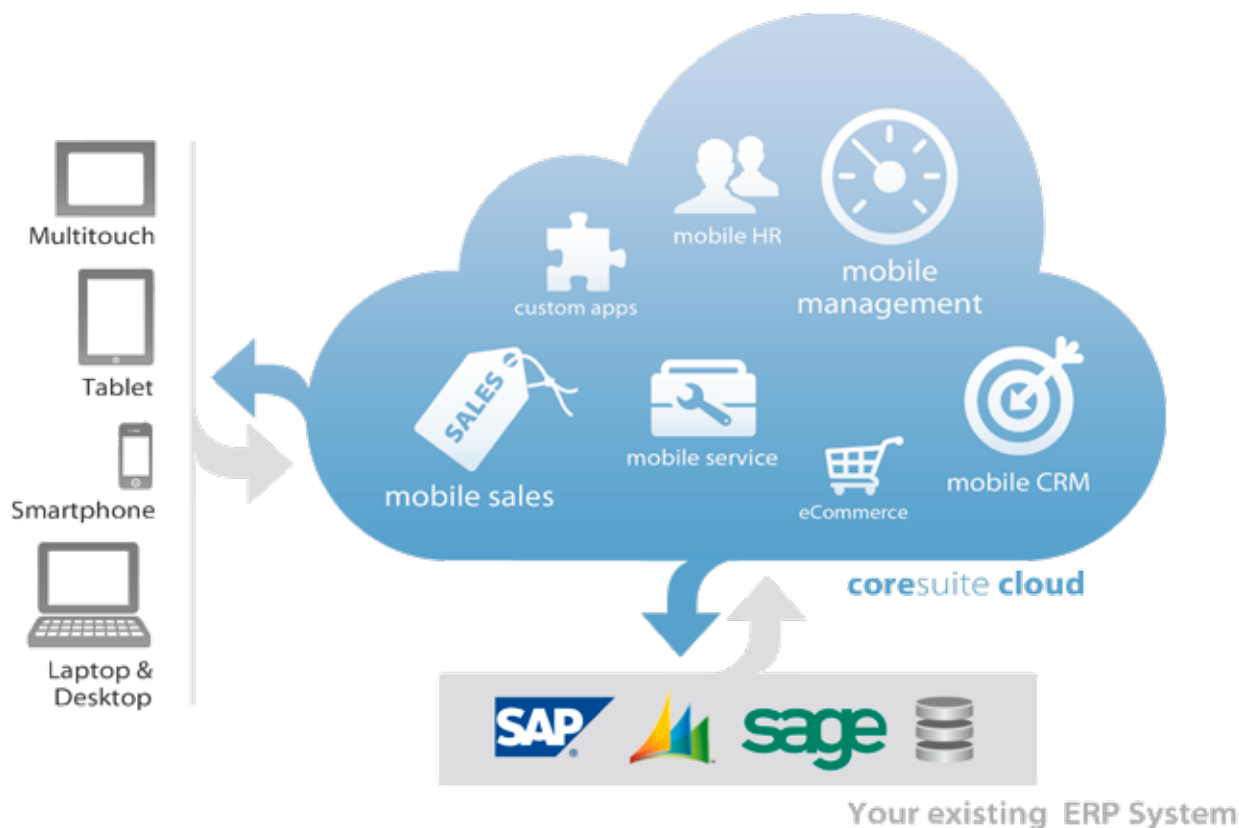 Multitouch
Tablet
Smartphone
Laptop &
Desktop
mobile HR
mobile
management
custom apps
SALES
mobile sales
mobile service
eCommerce
mobile CRM
coresuite cloud
SAP ®
™
sage
Your existing ERP System